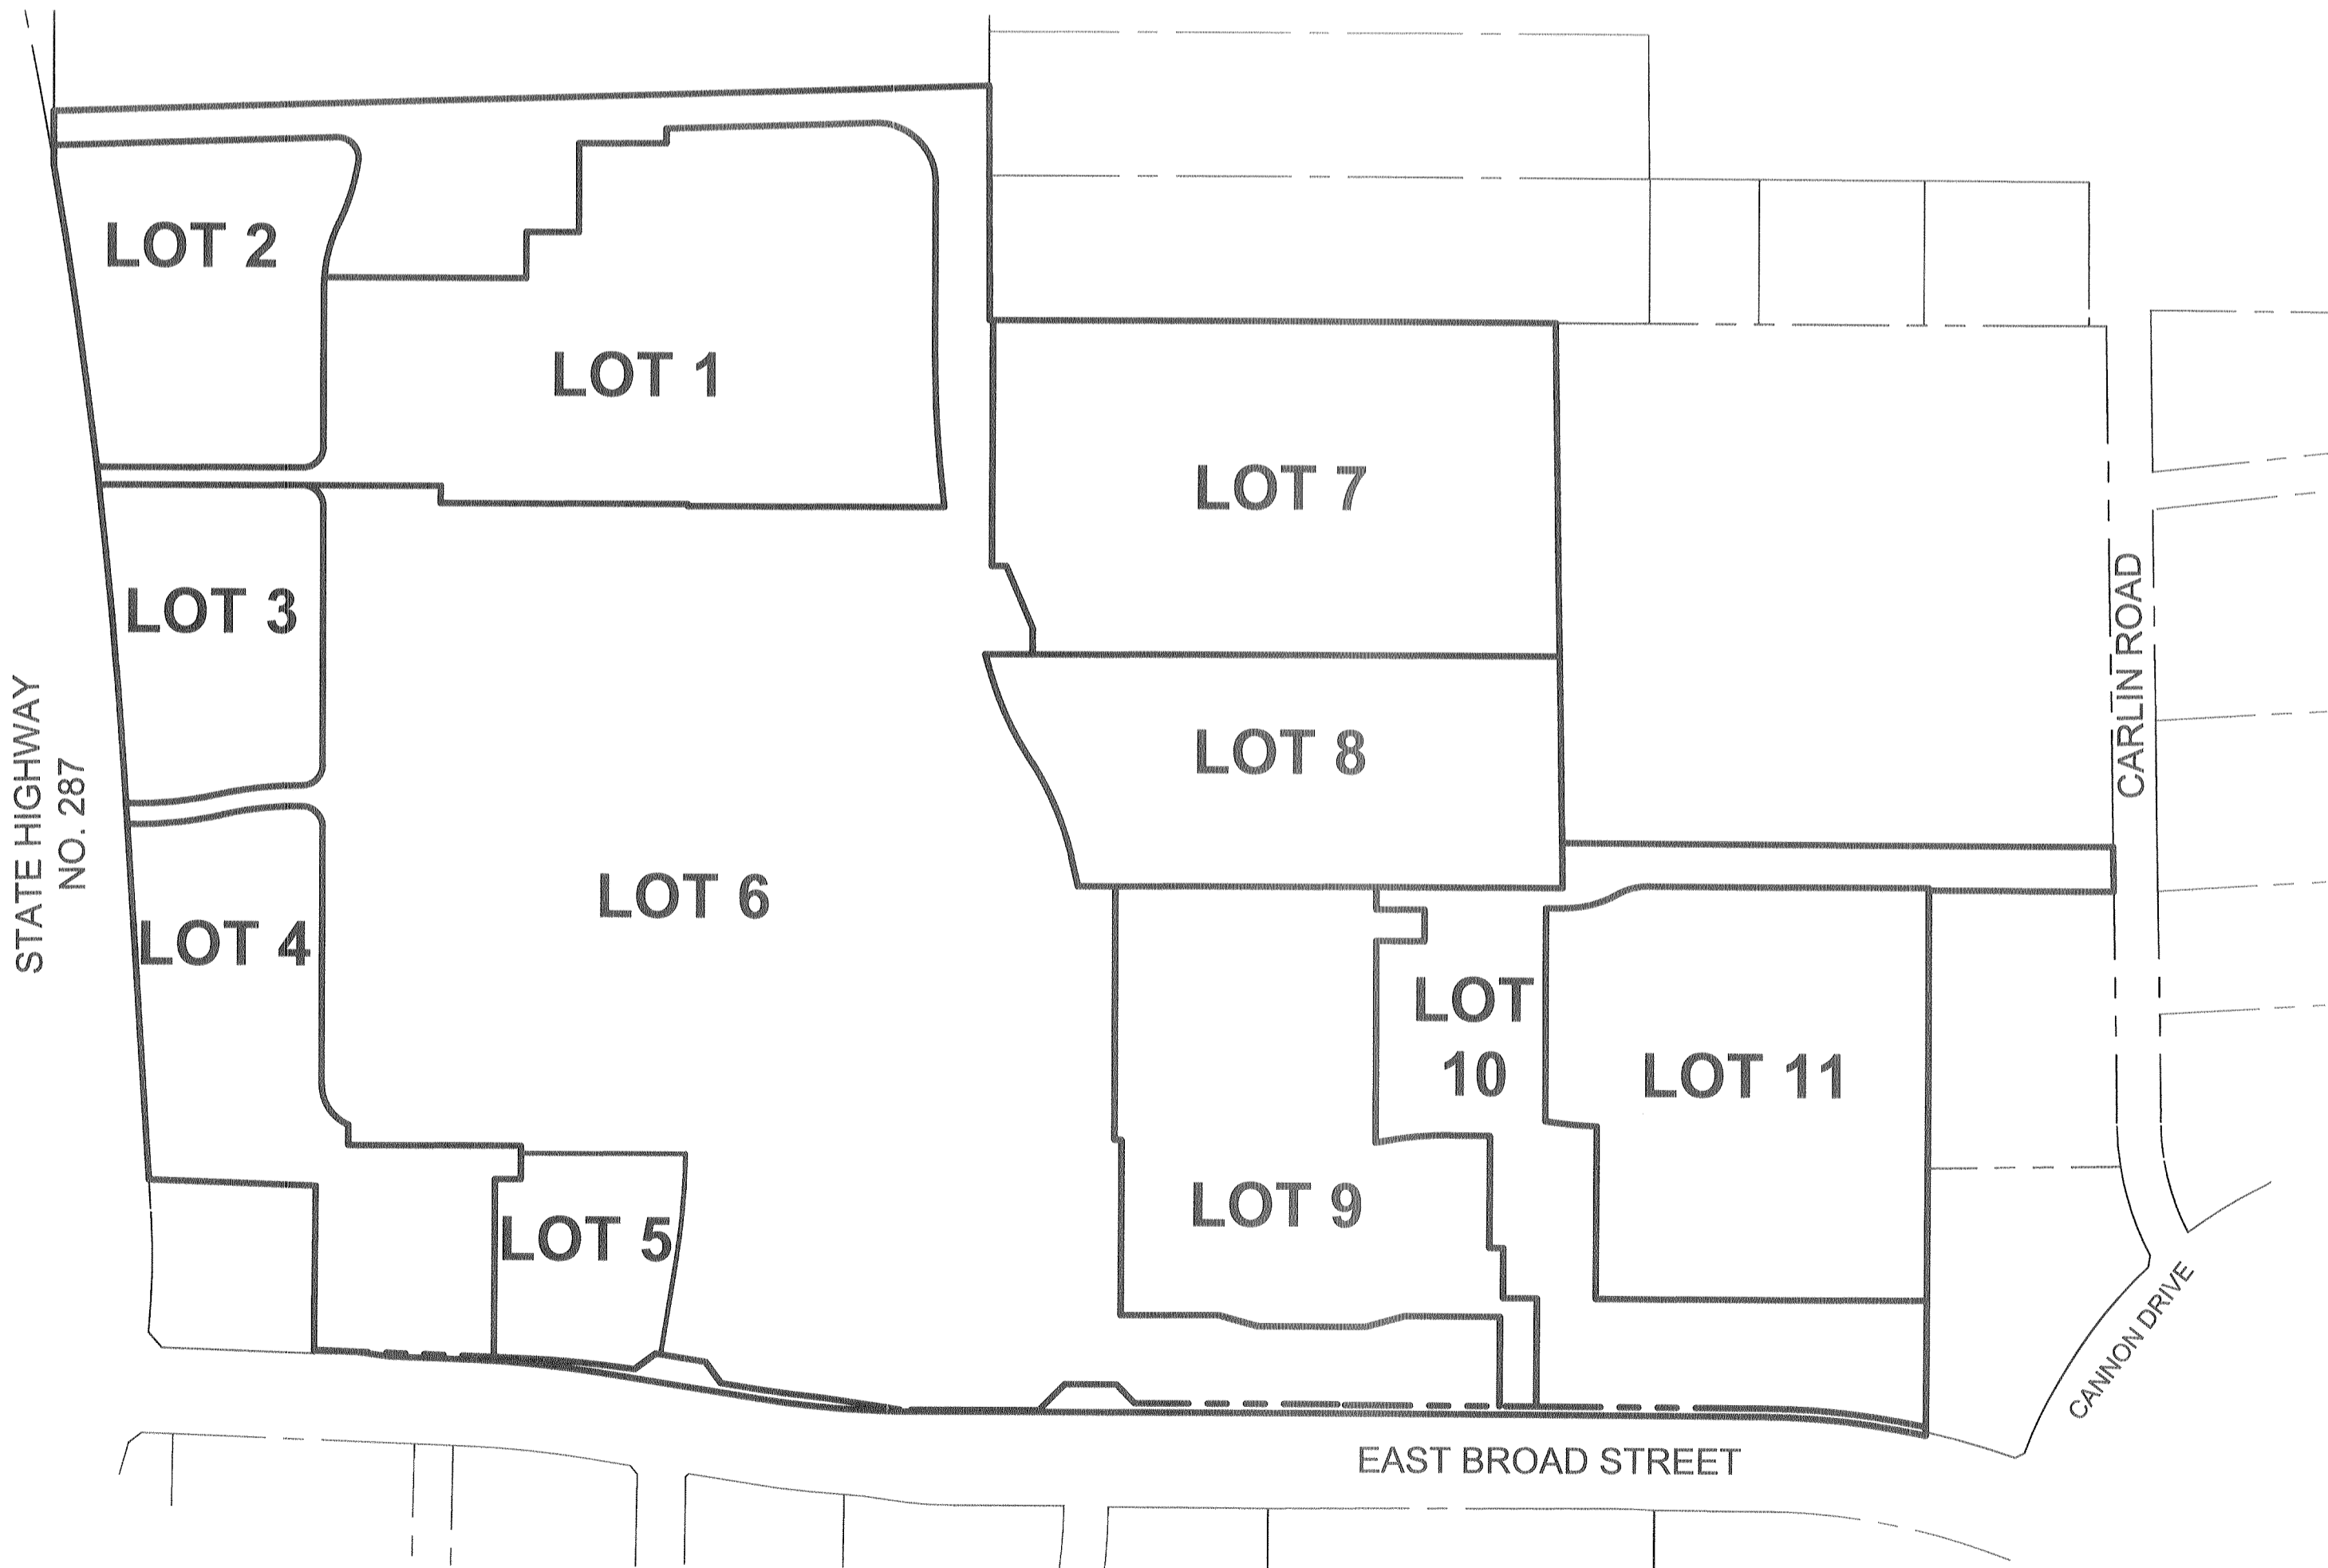 LOT 2
LOT 1
LOT 7
LOT 3
STATE HIGHWAY
NO. 287
LOT 8
CARLIN ROAD
LOT 6
LOT 4
LOT
10
LOT 11
LOT 9
LOT 5
CANNON DRIVE
EAST BROAD STREET